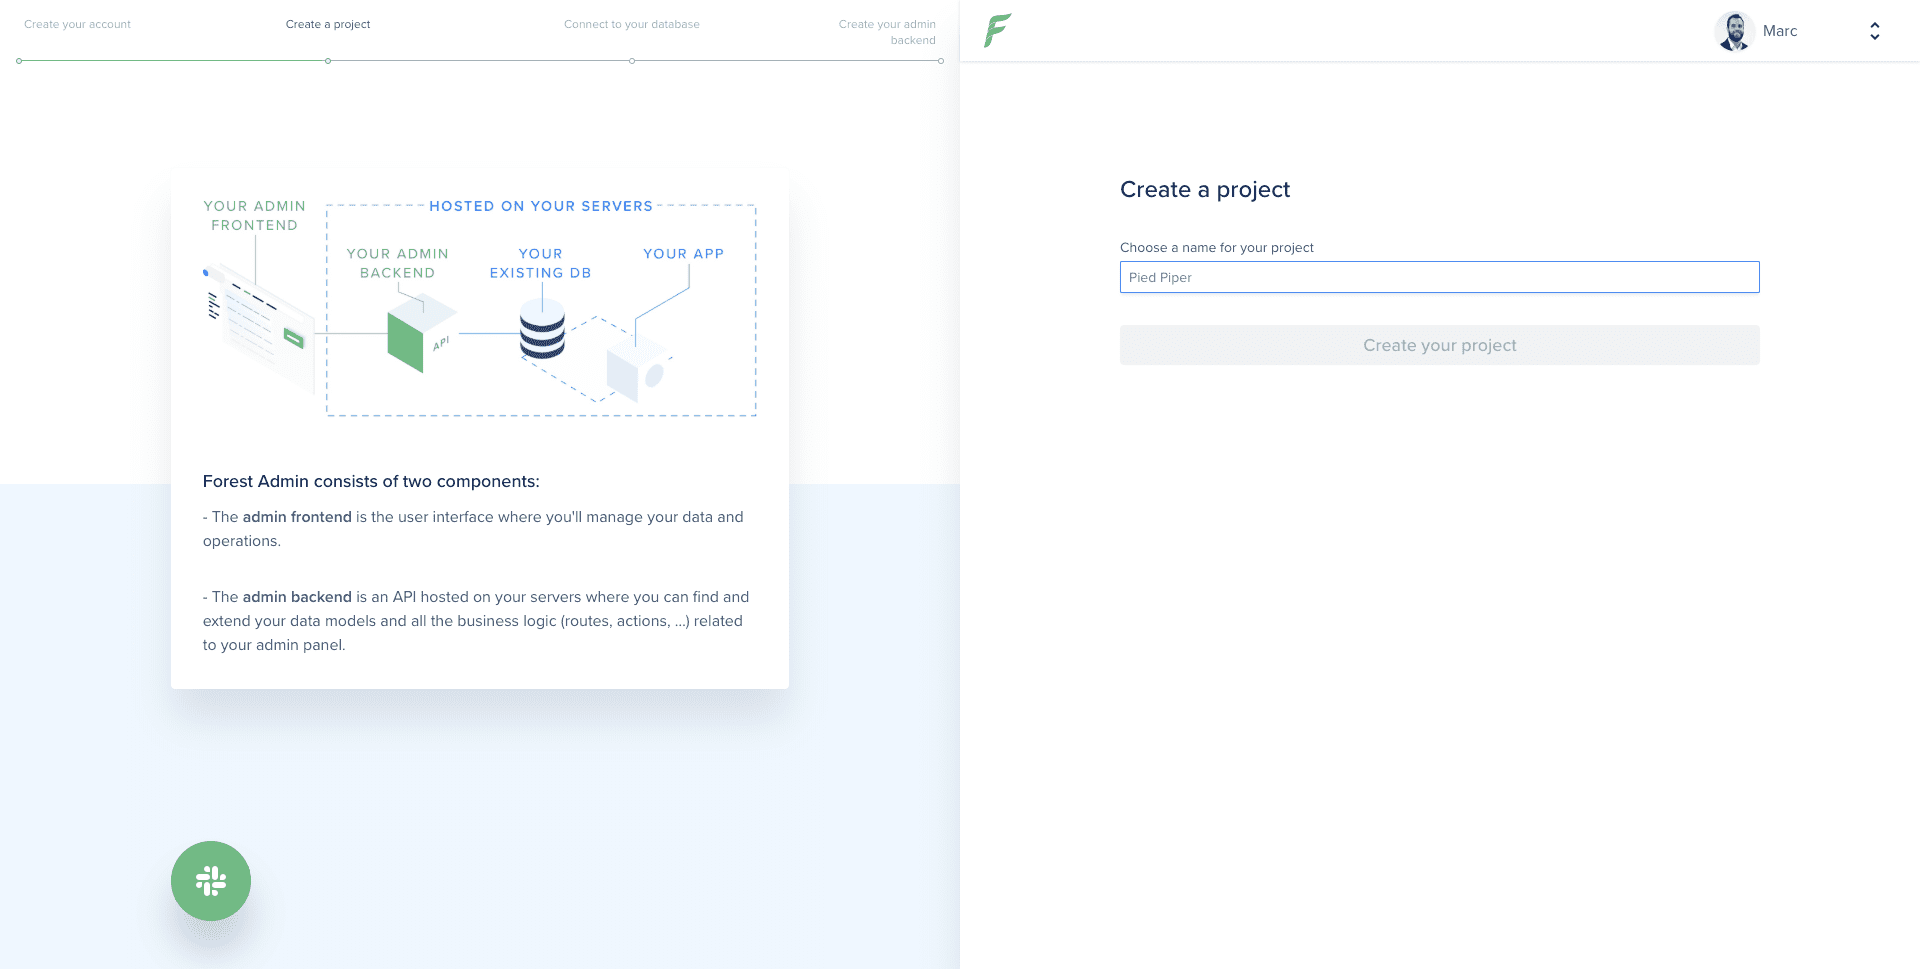 Create your account
Create a project
Connect to your database
Create your admin
backend
YOUR ADMIN
FRONTEND
HOSTED ON YOUR SERVERS
YOUR ADMIN
BACKEND
YOUR
EXISTING DB
YOUR APP
API
Forest Admin consists of two components:
- The admin frontend is the user interface where you'll manage your data and
operations.
- The admin backend is an API hosted on your servers where you can find and
extend your data models and all the business logic (routes, actions, ...) related
to your admin panel.
Marc
Create a project
Choose a name for your project
Pied Piper
Create your project